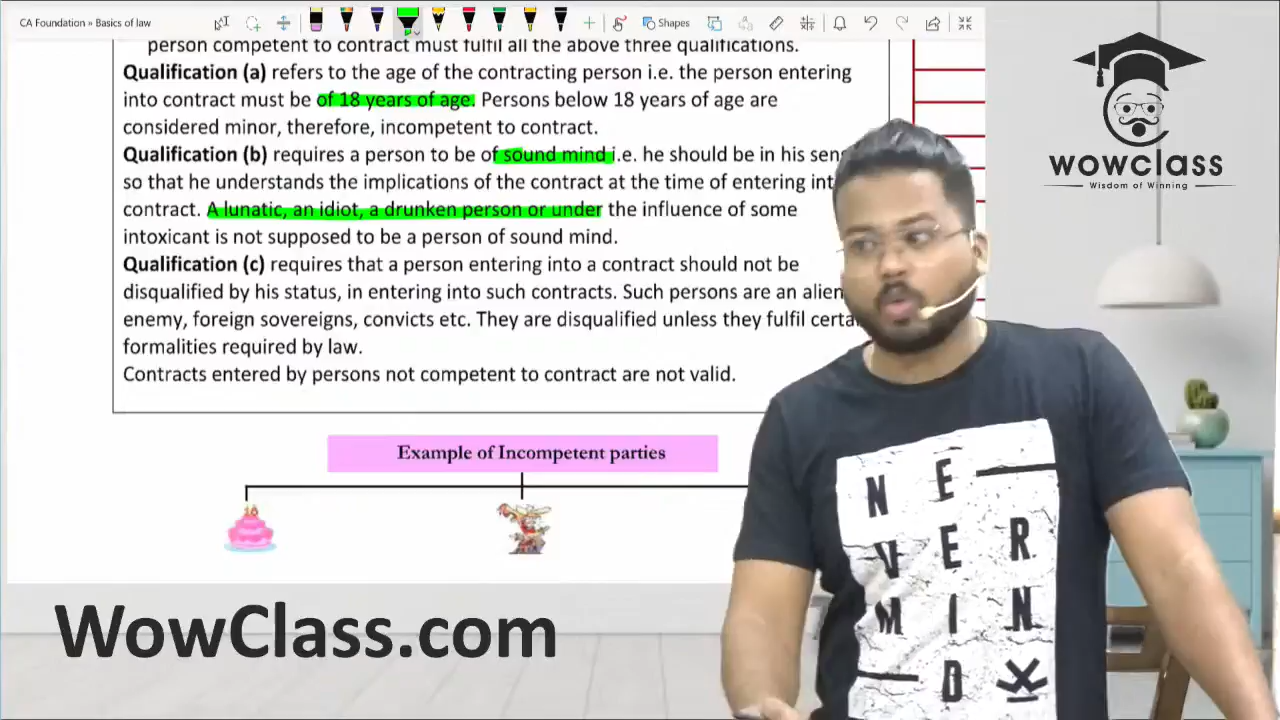 CA Foundation » Basics of law
Shapes
person competent to contract must fulfil all the above three qualifications.
Qualification (a) refers to the age of the contracting person i.e. the person entering
into contract must be of 18 years of age. Persons below 18 years of age are
considered minor, therefore, incompetent to contract.
Qualification (b) requires a person to be of sound mind i.e. he should be in his
so that he understands the implications of the contract at the time of entering
contract. A lunatic, an idiot, a drunken person or under the influence of some
intoxicant is not supposed to be a person of sound mind.
Qualification (c) requires that a person entering into a contract should not be
disqualified by his status, in entering into such contracts. Such persons are an alien
enemy, foreign sovereigns, convicts etc. They are disqualified unless they fulfil
formalities required by law.
Contracts entered by persons not competent to contract are not valid.
Example of Incompetent parties
18
WowClass.com
wowclass
Wisdom of Winning
NE
VER
MIND